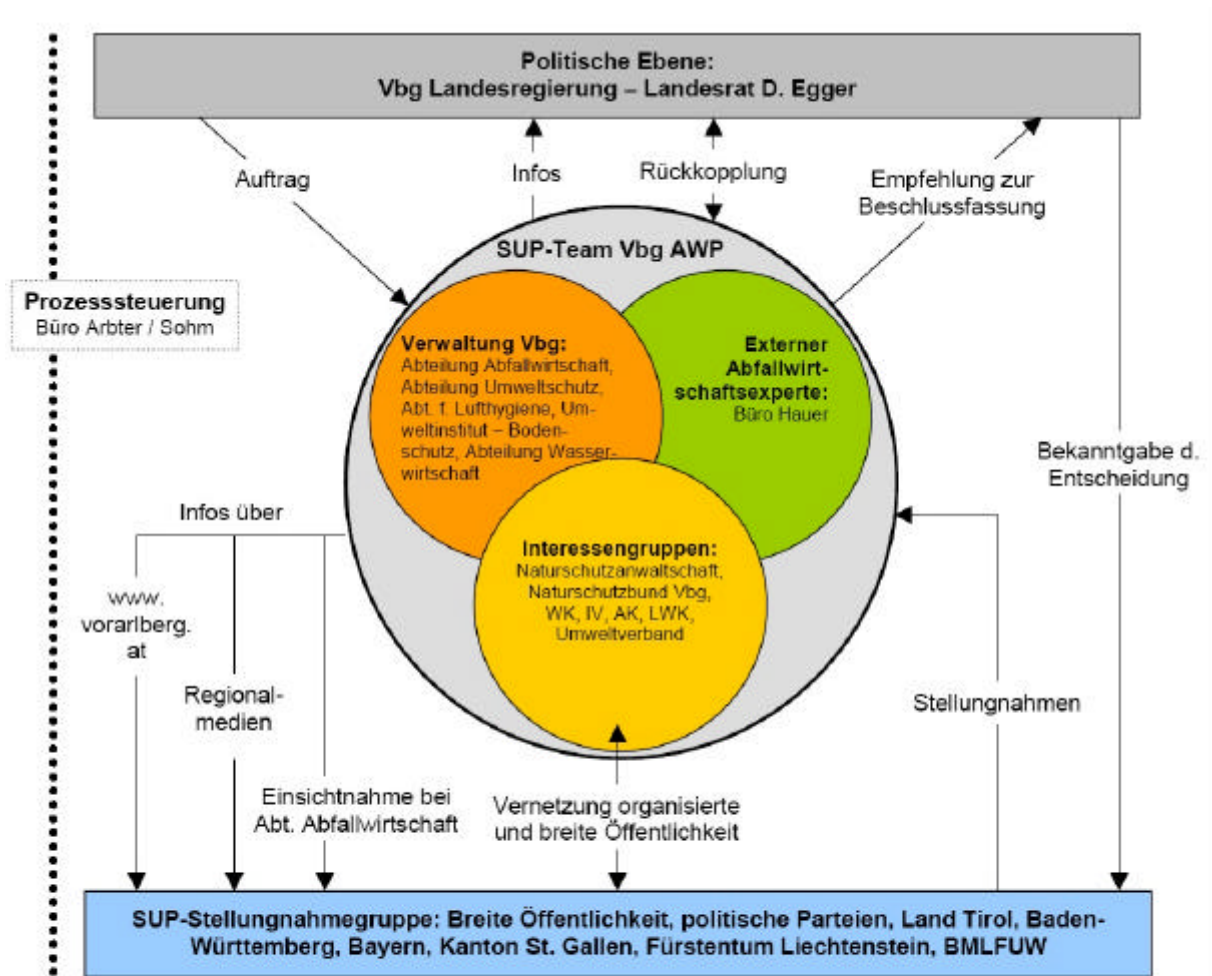 Politische Ebene:
Vbg Landesregierung – Landesrat D. Egger
Auftrag
Infos
Rückkopplung
Empfehlung zur
Beschlussfassung
SUP-Team Vbg AWP
Prozesssteuerung
Büro Arbter / Sohm
Verwaltung Vbg:
Abteilung Abfallwirtschaft,
Abteilung Umweltschutz,
Abt. f. Lufthygiene, Um-
weltinstitut – Boden-
schutz, Abteilung Wasser-
wirtschaft
Externer
Abfallwirt-
schaftsexperte:
Büro Hauer
Interessengruppen:
Naturschutzanwaltschaft,
Naturschutzbund Vbg,
WK, IV, AK, LWK,
Umweltverband
Bekanntgabe d.
Entscheidung
Infos über
www.
vorarlberg.
at
Regional-
medien
Einsichtnahme bei
Abt. Abfallwirtschaft
Vernetzung organisierte
und breite Öffentlichkeit
Stellungnahmen
SUP-Stellungnahmegruppe: Breite Öffentlichkeit, politische Parteien, Land Tirol, Baden-
Württemberg, Bayern, Kanton St. Gallen, Fürstentum Liechtenstein, BMLFUW